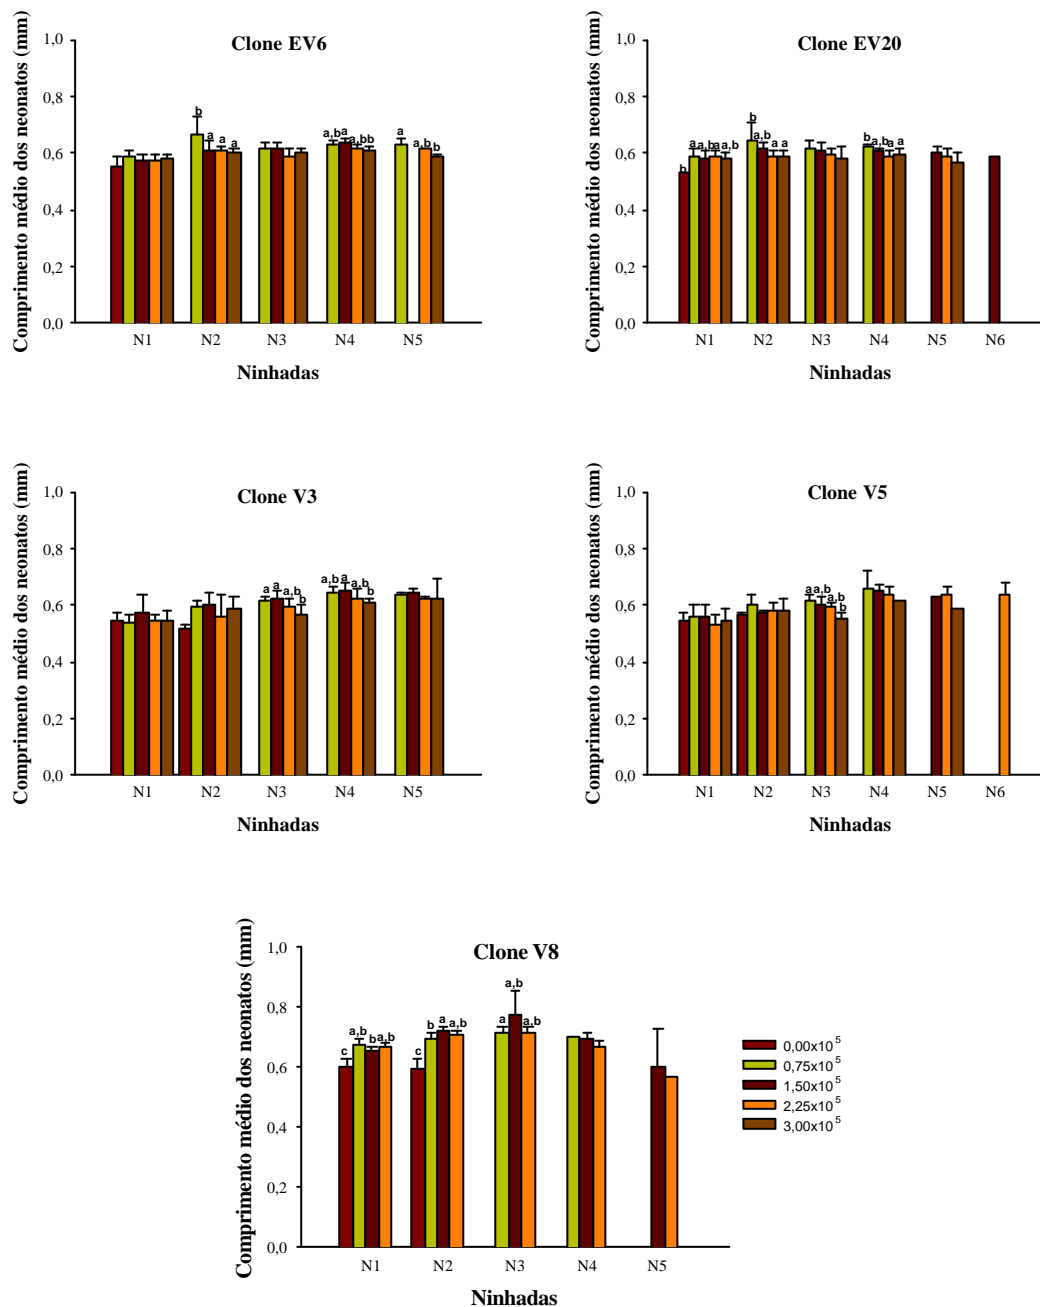 Clone EV6
Comprimento médio dos neonatos (mm)
1,0
0,8
0,6
0,4
0,2
0,0
b
a a a
a,b a a,b b
a
a,b b
N1 N2 N3 N4 N5
Ninhadas
Clone EV20
Comprimento médio dos neonatos (mm)
1,0
0,8
0,6
0,4
0,2
0,0
b
a a,b a a,b
b
a,b a a
b a,b a a
N1 N2 N3 N4 N5 N6
Ninhadas
Clone V3
Comprimento médio dos neonatos (mm)
1,0
0,8
0,6
0,4
0,2
0,0
a a a,b b
a,b a a,b b
N1 N2 N3 N4 N5
Ninhadas
Clone V5
Comprimento médio dos neonatos (mm)
1,0
0,8
0,6
0,4
0,2
0,0
a a,b a,b b
N1 N2 N3 N4 N5 N6
Ninhadas
Clone V8
Comprimento médio dos neonatos (mm)
1,0
0,8
0,6
0,4
0,2
0,0
c a,b b a,b
c b a a,b
a a,b a,b
N1 N2 N3 N4 N5
Ninhadas
0,00x10 5
0,75x10 5
1,50x10 5
2,25x10 5
3,00x10 5